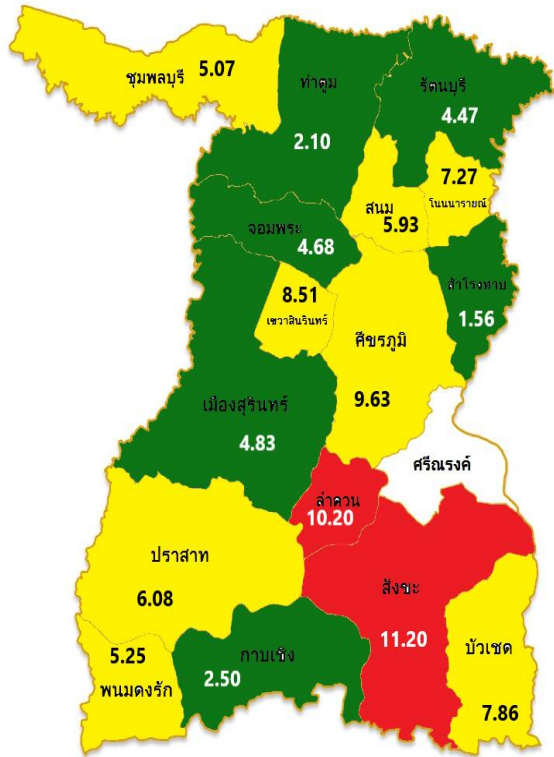 ชุมพลบุรี 5.07
ท่าตูม
2.10
รัตนบุรี
4.47
7.27
โนนนารายณ์
สนม
5.93
จอมพระ
4.68
8.51
เขวาสินรินทร์
สำโรงทาบ
1.56
ศีขรภูมิ
9.63
เมืองสุรินทร์
4.83
ศรีณรงค์
ลำดวน
10.20
ปราสาท
6.08
สังขะ
11.20
บัวเชด
7.86
กาบเชิง
2.50
5.25
พนมดงรัก